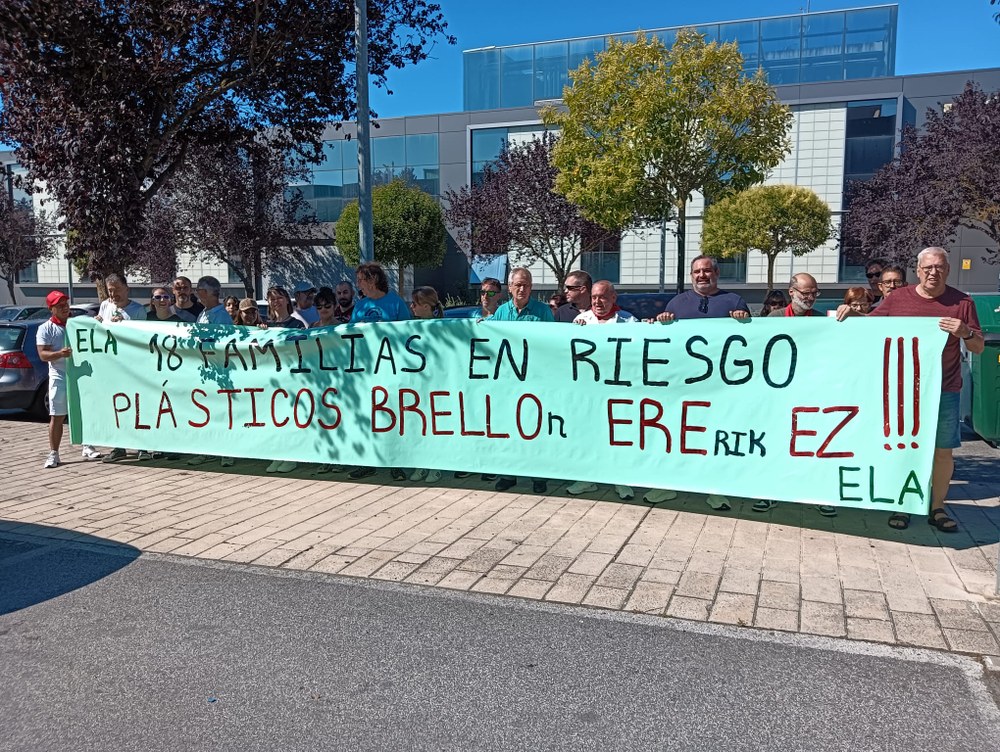 ELA 18 FAMILIAS EN RIESGO
PLÁSTICOS BRELLOn ERERIK EZ !!!
ELA